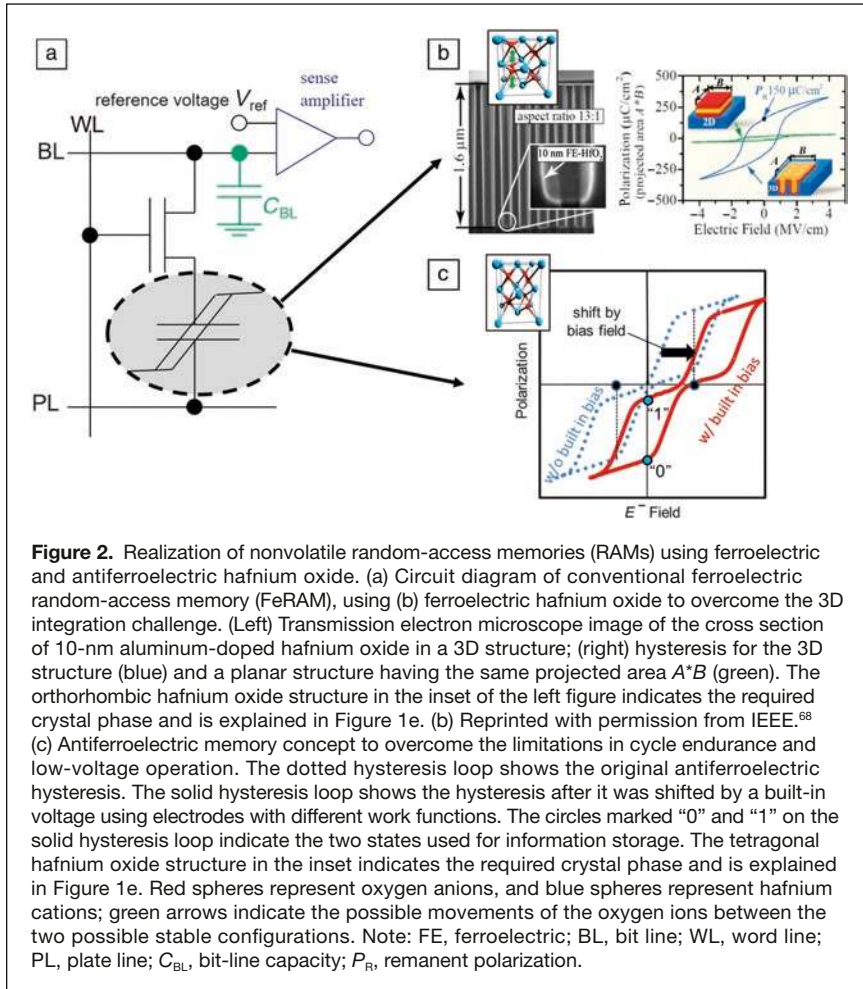 a
reference voltage Vref
sense
amplifier
WL
BL
CBL
PL
b
aspect ratio 13:1
1.6 μm
10 nm FE-HfO2
Polarization (μC/cm²)
(projected area A*B)
500
250
0
-250
-500
-4 -2 0 2 4
Electric Field (MV/cm)
PR 150 μC/cm²
A B
2D
A B
3D
c
shift by
bias field
Polarization
w/o built in bias
"1"
"0"
w/ built in bias
E⁻ Field
Figure 2. Realization of nonvolatile random-access memories (RAMs) using ferroelectric
and antiferroelectric hafnium oxide. (a) Circuit diagram of conventional ferroelectric
random-access memory (FeRAM), using (b) ferroelectric hafnium oxide to overcome the 3D
integration challenge. (Left) Transmission electron microscope image of the cross section
of 10-nm aluminum-doped hafnium oxide in a 3D structure; (right) hysteresis for the 3D
structure (blue) and a planar structure having the same projected area A*B (green). The
orthorhombic hafnium oxide structure in the inset of the left figure indicates the required
crystal phase and is explained in Figure 1e. (b) Reprinted with permission from IEEE.⁶⁸
(c) Antiferroelectric memory concept to overcome the limitations in cycle endurance and
low-voltage operation. The dotted hysteresis loop shows the original antiferroelectric
hysteresis. The solid hysteresis loop shows the hysteresis after it was shifted by a built-in
voltage using electrodes with different work functions. The circles marked “0” and “1” on the
solid hysteresis loop indicate the two states used for information storage. The tetragonal
hafnium oxide structure in the inset indicates the required crystal phase and is explained
in Figure 1e. Red spheres represent oxygen anions, and blue spheres represent hafnium
cations; green arrows indicate the possible movements of the oxygen ions between the
two possible stable configurations. Note: FE, ferroelectric; BL, bit line; WL, word line;
PL, plate line; CBL, bit-line capacity; PR, remanent polarization.